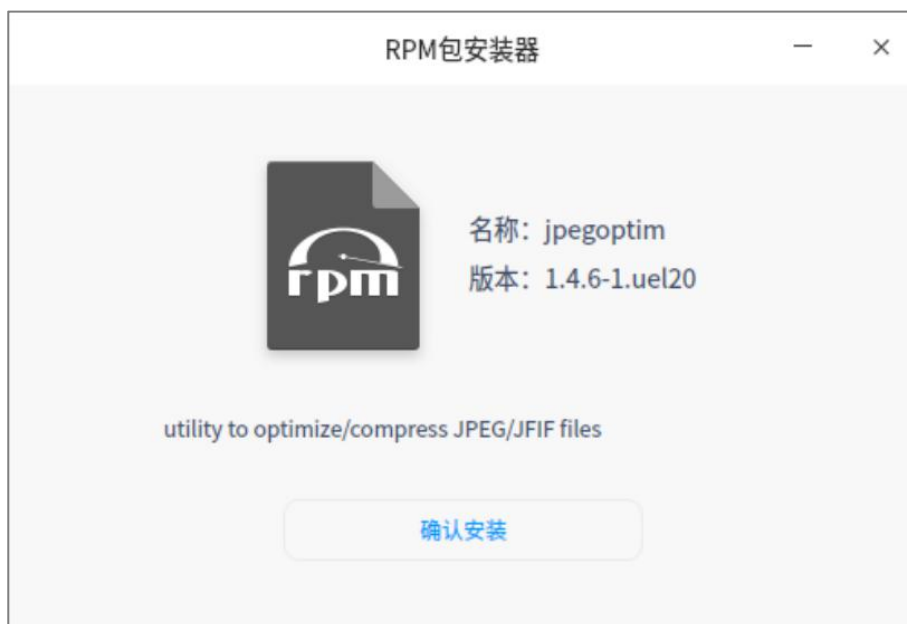 RPM包安装器
rpm
名称：jpegoptim
版本：1.4.6-1.uel20
utility to optimize/compress JPEG/JFIF files
确认安装